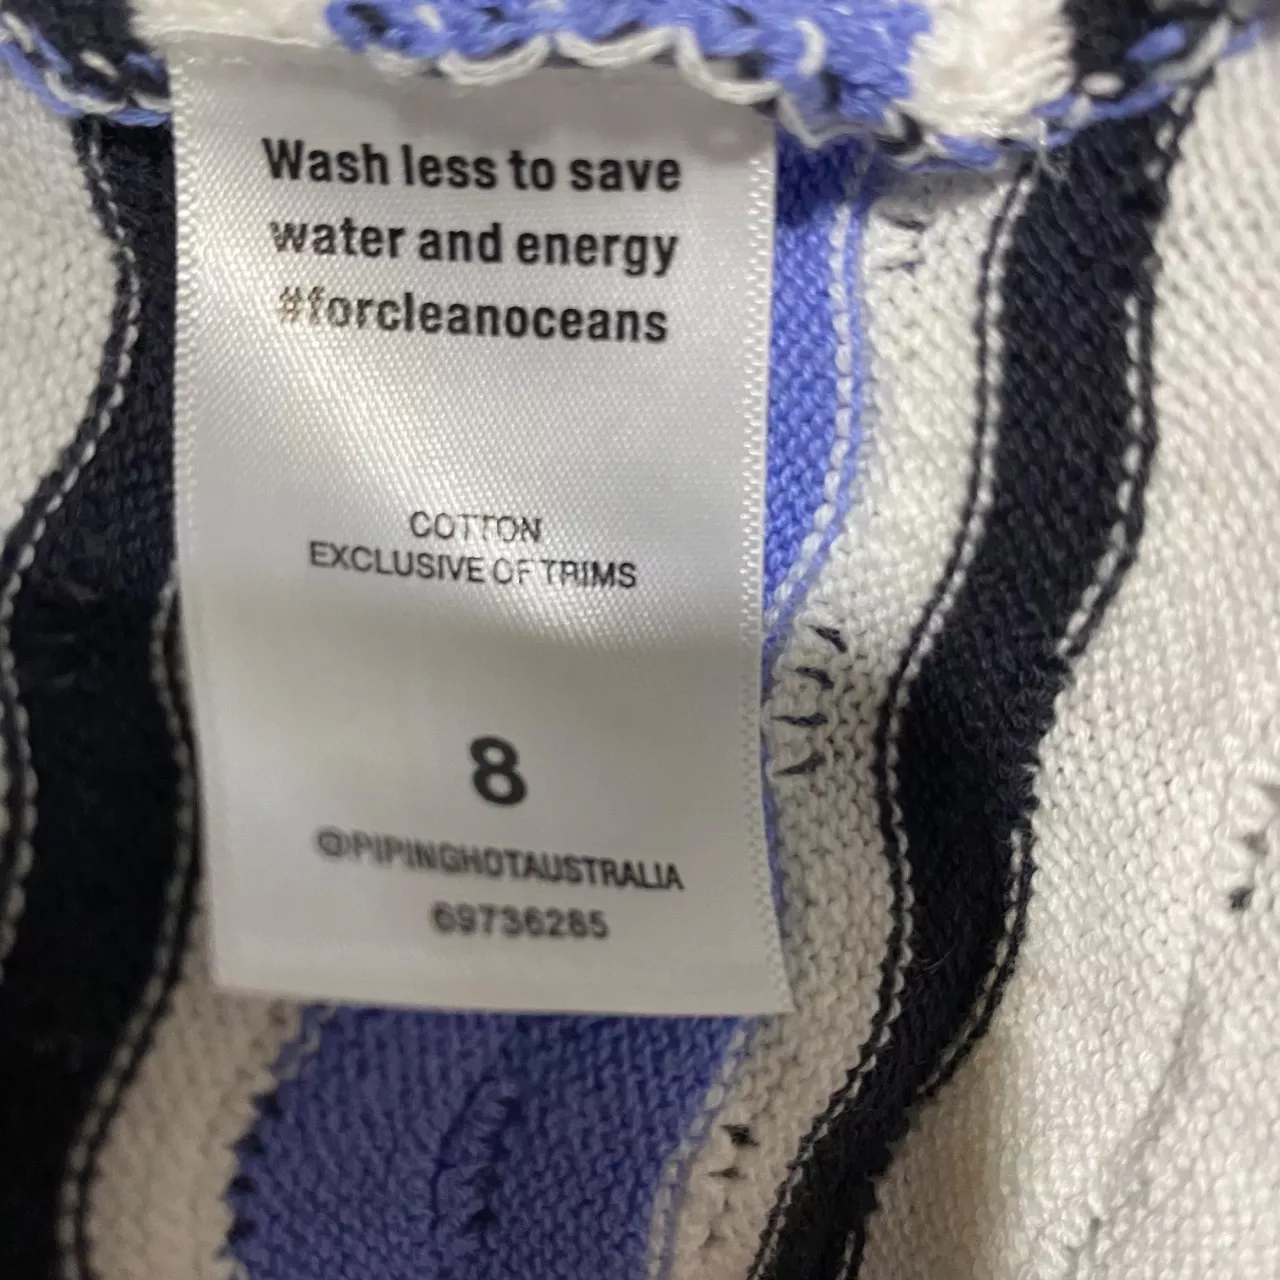 Wash less to save
water and energy
#forcleanoceans
COTTON
EXCLUSIVE OF TRIMS
8
@PIPINGHOTAUSTRALIA
69736285